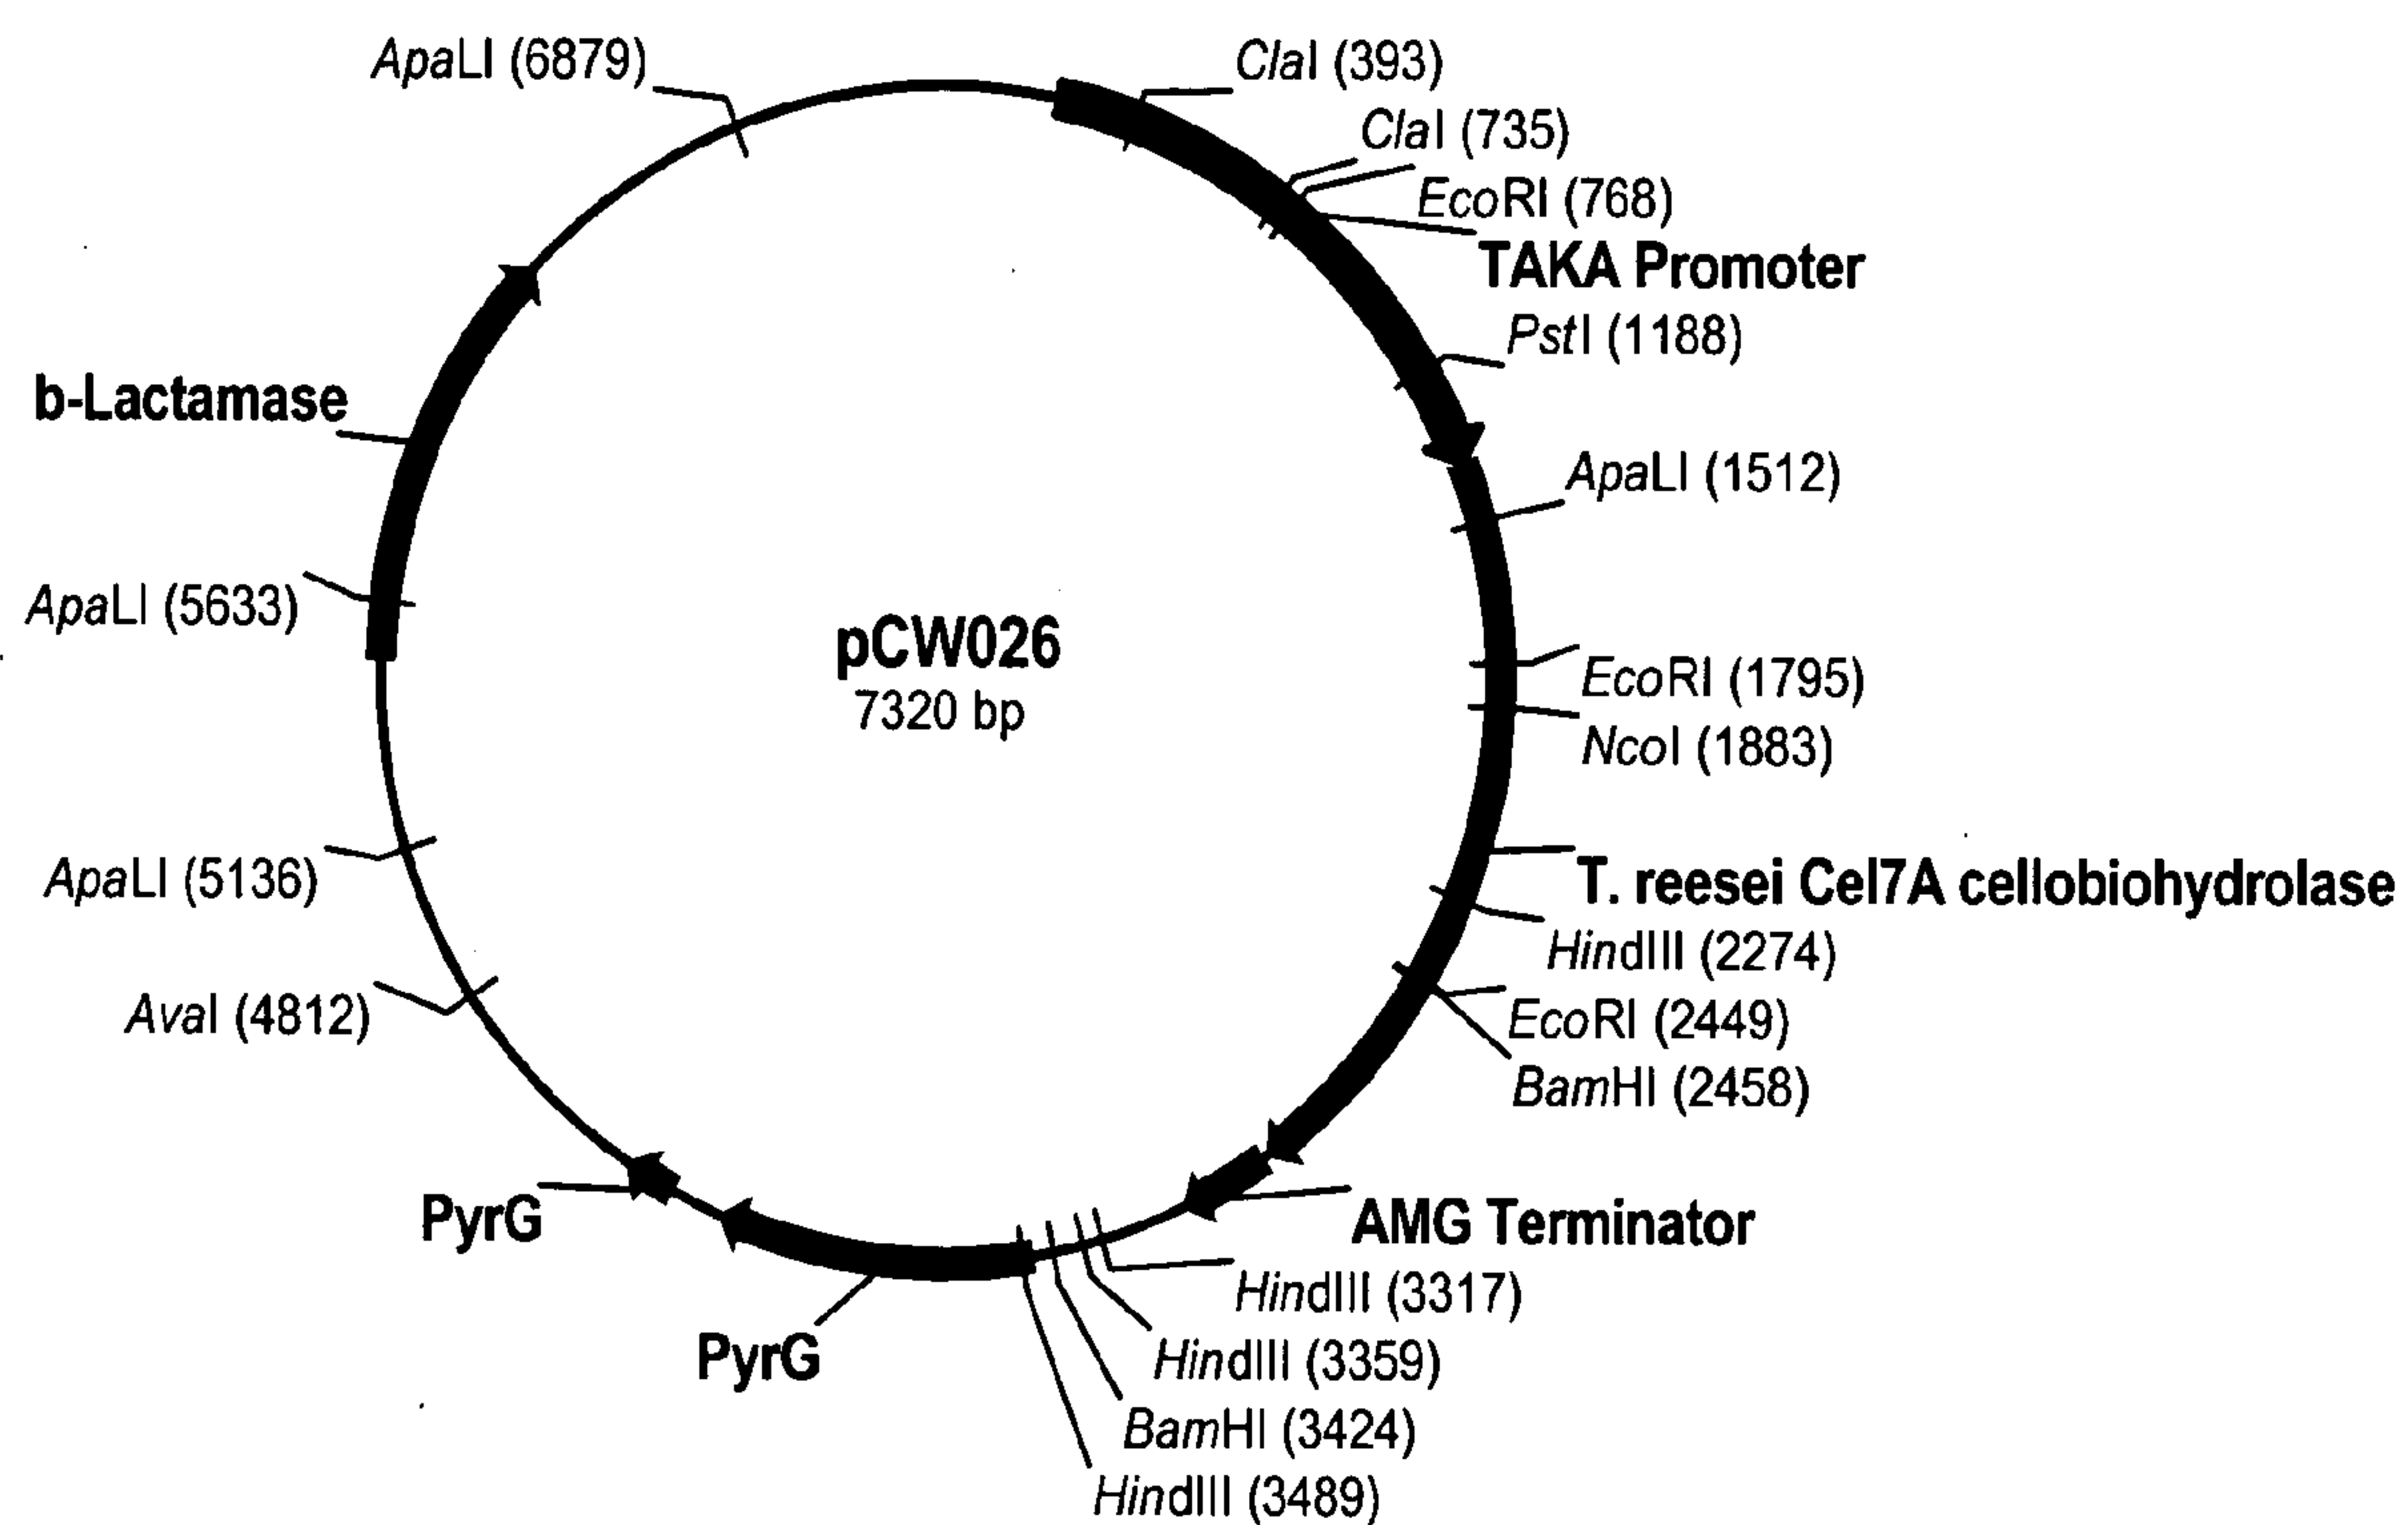 ApaLI (6879)
ClaI (393)
ClaI (735)
EcoRI (768)
TAKA Promoter
PstI (1188)
b-Lactamase
ApaLI (1512)
ApaLI (5633)
pCW026
7320 bp
EcoRI (1795)
NcoI (1883)
ApaLI (5136)
T. reesei Cel7A cellobiohydrolase
HindIII (2274)
AvaI (4812)
EcoRI (2449)
BamHI (2458)
PyrG
AMG Terminator
HindIII (3317)
PyrG
HindIII (3359)
BamHI (3424)
HindIII (3489)